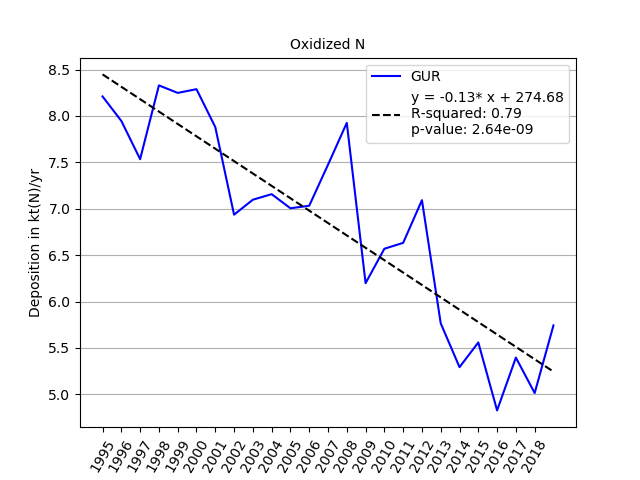 Oxidized N
Deposition in kt(N)/yr
8.5
8.0
7.5
7.0
6.5
6.0
5.5
5.0
GUR
y = -0.13* x + 274.68
R-squared: 0.79
p-value: 2.64e-09
1995 1996 1997 1998 1999 2000 2001 2002 2003 2004 2005 2006 2007 2008 2009 2010 2011 2012 2013 2014 2015 2016 2017 2018